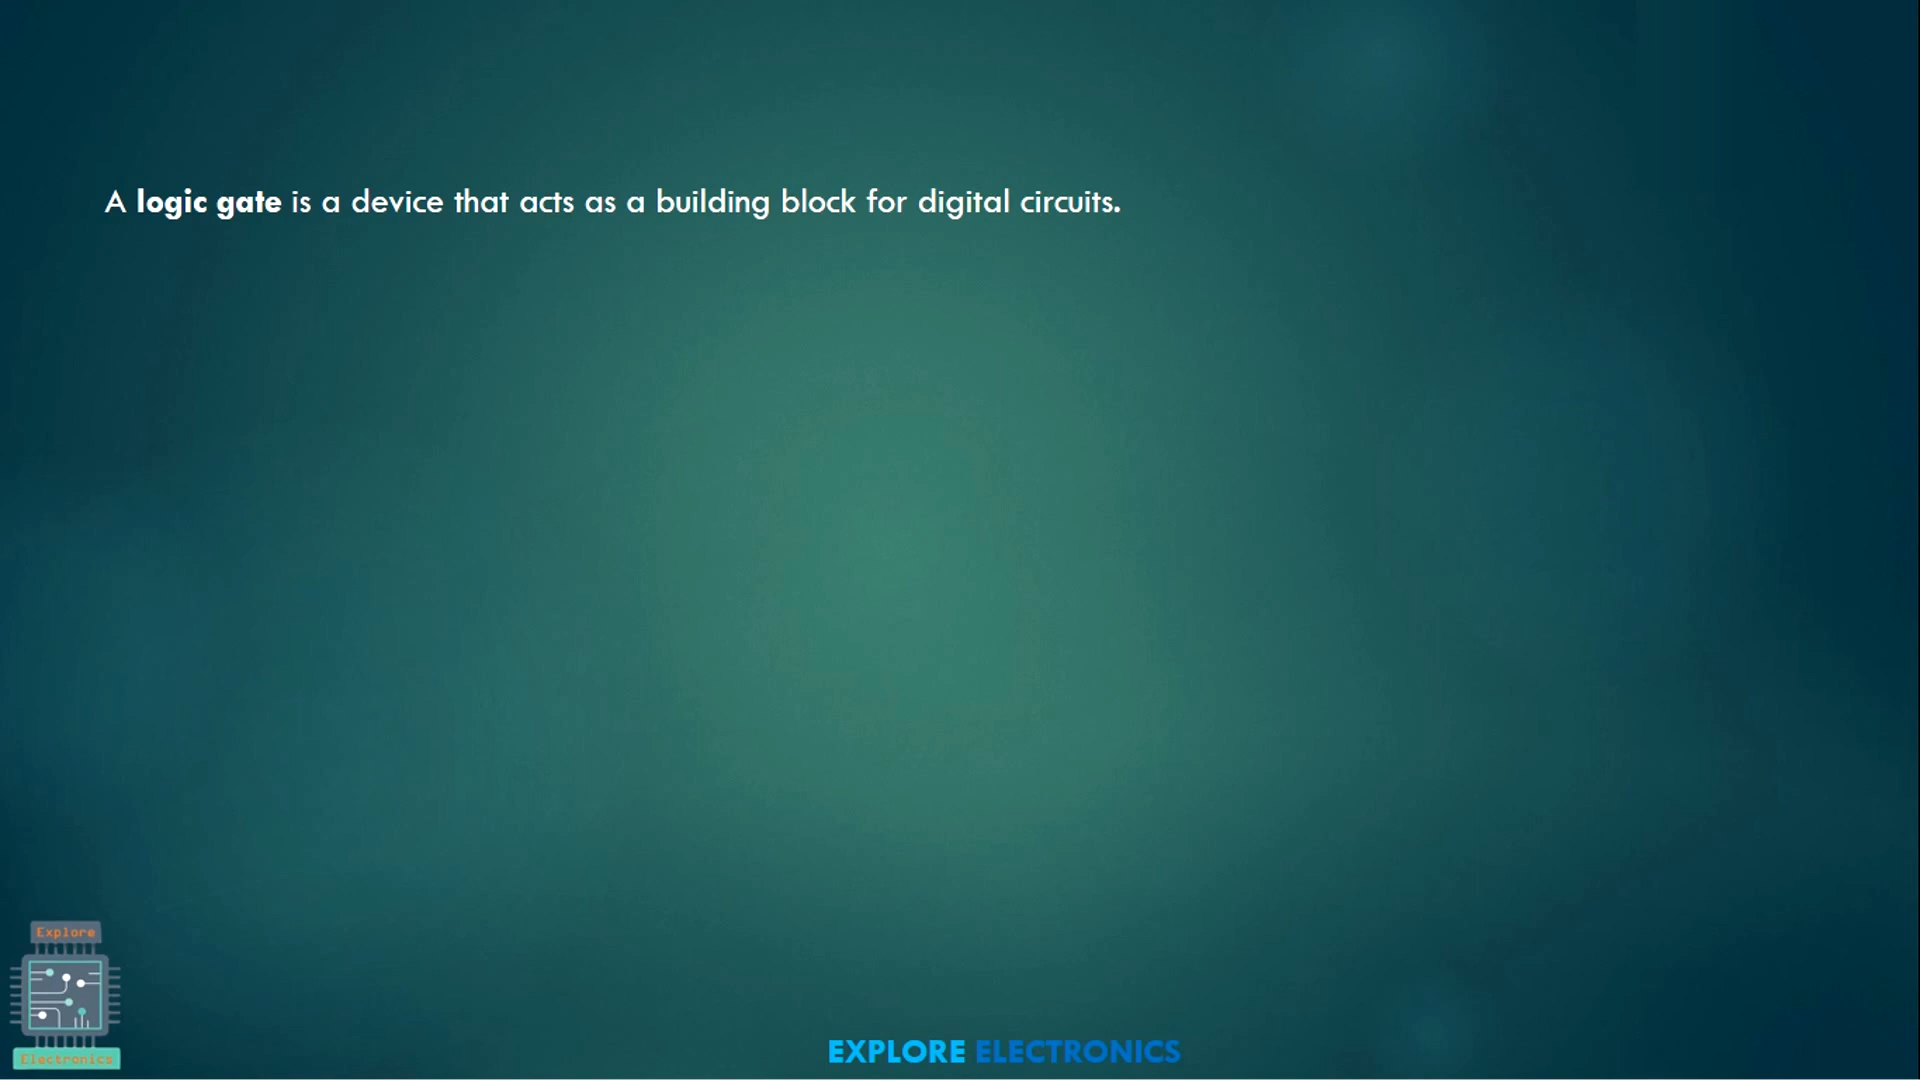 A logic gate is a device that acts as a building block for digital circuits.
Explore
Electronics
EXPLORE ELECTRONICS